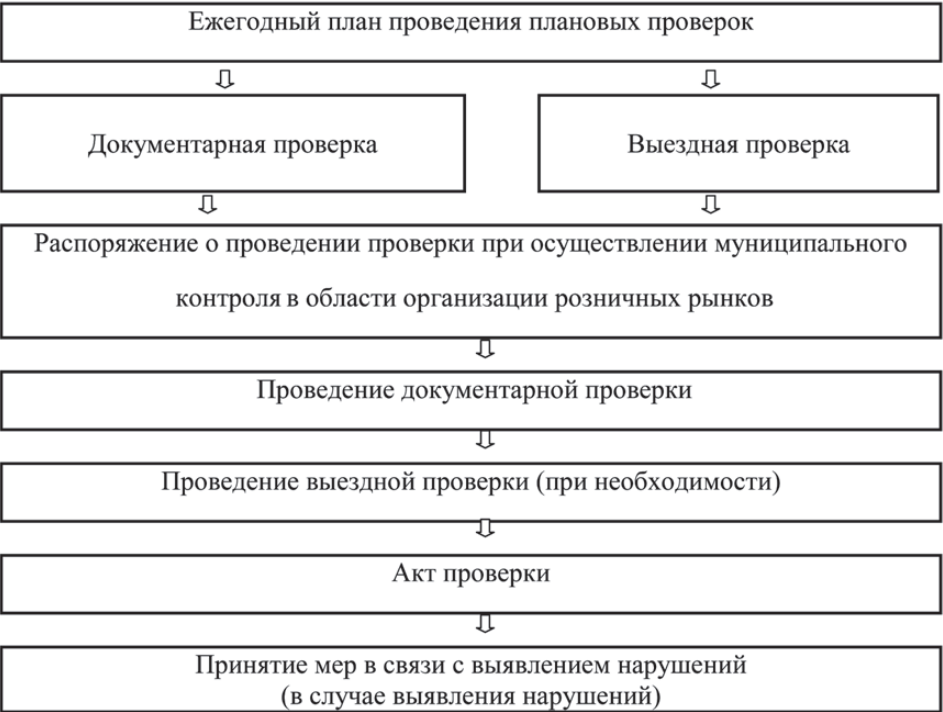 Ежегодный план проведения плановых проверок
Документарная проверка
Выездная проверка
Распоряжение о проведении проверки при осуществлении муниципального
контроля в области организации розничных рынков
Проведение документарной проверки
Проведение выездной проверки (при необходимости)
Акт проверки
Принятие мер в связи с выявлением нарушений
(в случае выявления нарушений)